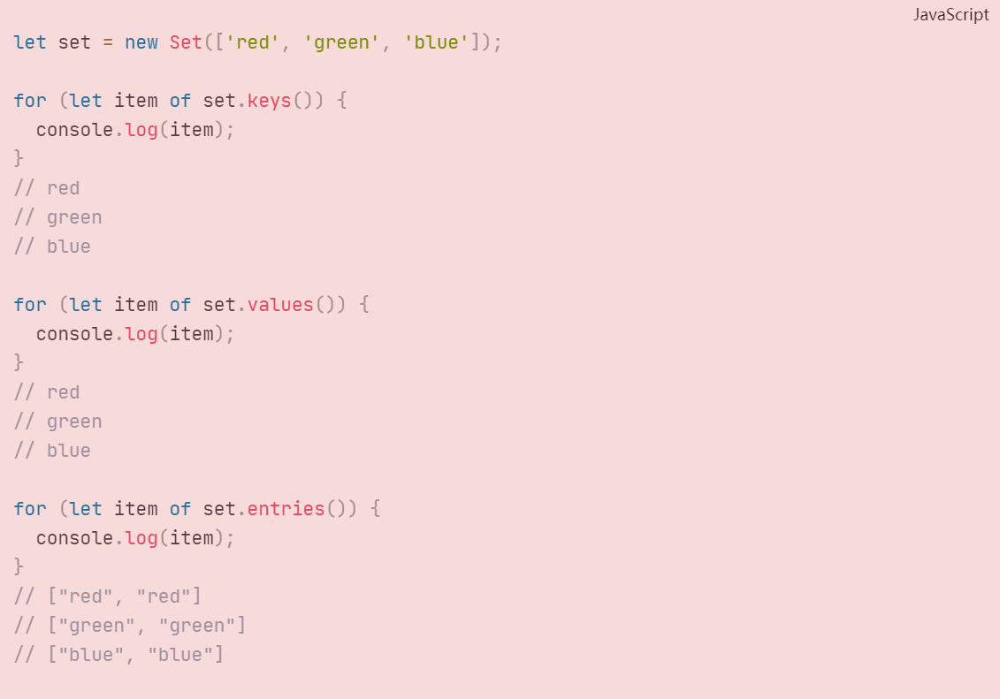 JavaScript
let set = new Set(['red', 'green', 'blue']);
for (let item of set.keys()) {
  console.log(item);
}
// red
// green
// blue
for (let item of set.values()) {
  console.log(item);
}
// red
// green
// blue
for (let item of set.entries()) {
  console.log(item);
}
// ["red", "red"]
// ["green", "green"]
// ["blue", "blue"]